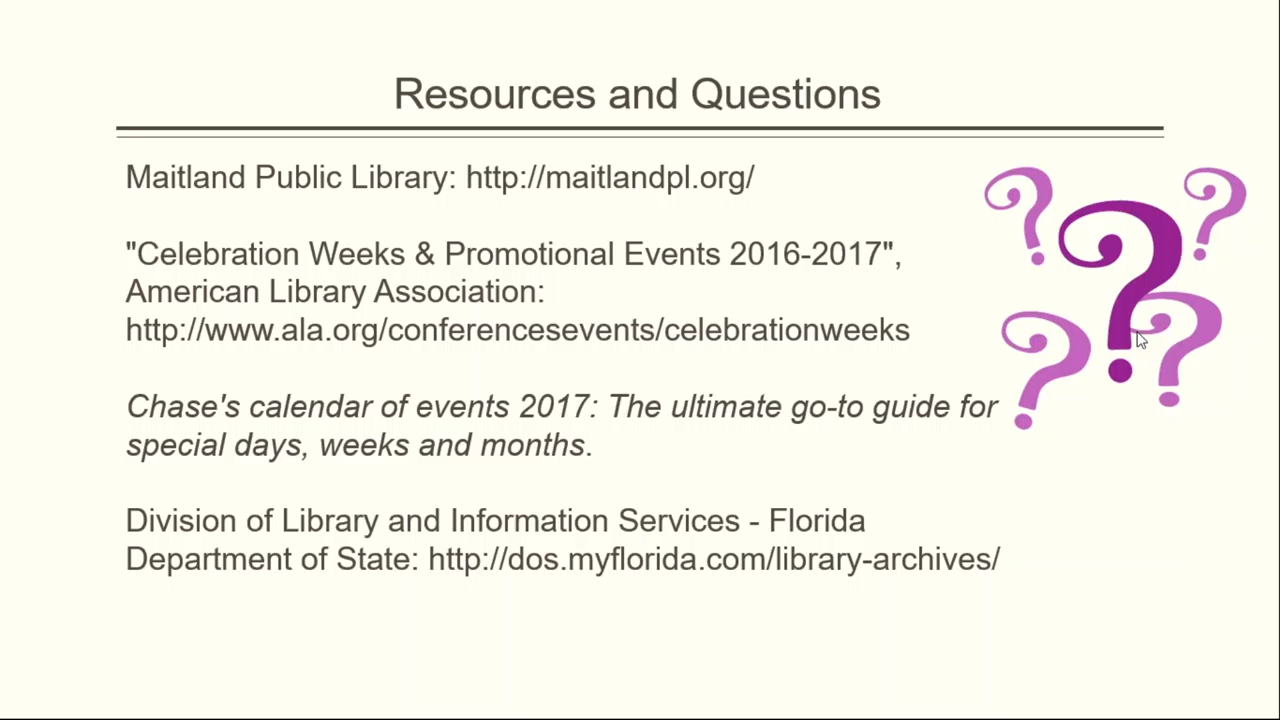 Resources and Questions
Maitland Public Library: http://maitlandpl.org/
"Celebration Weeks & Promotional Events 2016-2017",
American Library Association:
http://www.ala.org/conferencesevents/celebrationweeks
Chase's calendar of events 2017: The ultimate go-to guide for
special days, weeks and months.
Division of Library and Information Services - Florida
Department of State: http://dos.myflorida.com/library-archives/